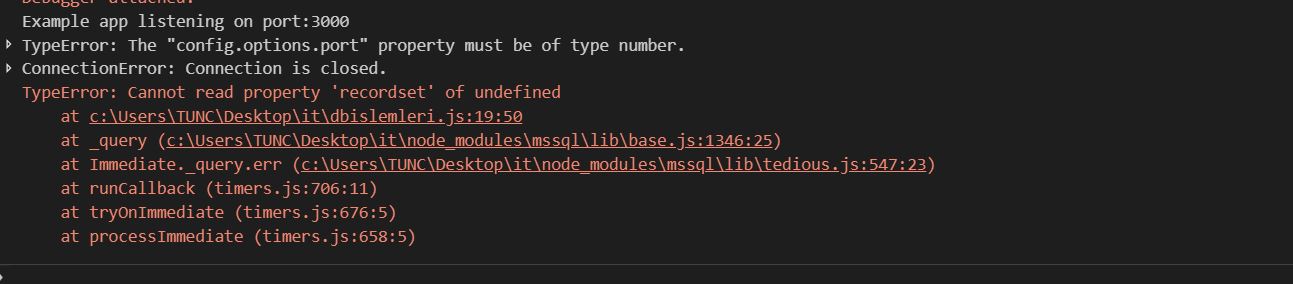 Debugger attached.
Example app listening on port:3000
TypeError: The "config.options.port" property must be of type number.
ConnectionError: Connection is closed.
TypeError: Cannot read property 'recordset' of undefined
at c:\Users\TUNC\Desktop\it\dbislemleri.js:19:50
at _query (c:\Users\TUNC\Desktop\it\node_modules\mssql\lib\base.js:1346:25)
at Immediate._query.err (c:\Users\TUNC\Desktop\it\node_modules\mssql\lib\tedious.js:547:23)
at runCallback (timers.js:706:11)
at tryOnImmediate (timers.js:676:5)
at processImmediate (timers.js:658:5)